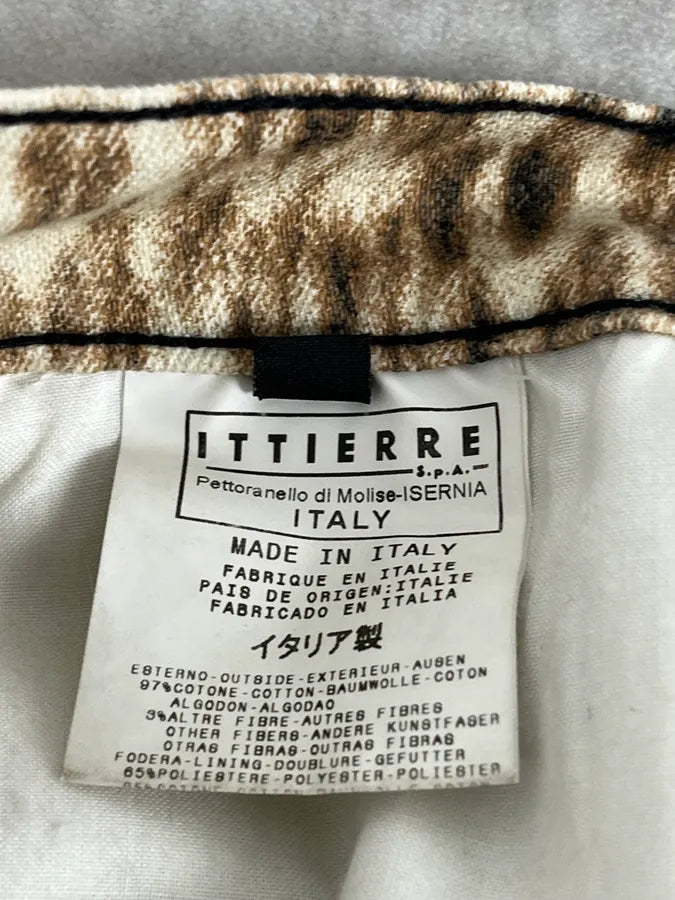 ITTIERRE
S.p.A.
Pettoranello di Molise-ISERNIA
ITALY
MADE IN ITALY
FABRIQUE EN ITALIE
PAIS DE ORIGEN:ITALIE
FABRICADO EN ITALIA
イタリア製
ESTERNO-OUTSIDE-EXTERIEUR-AUBEN
97%COTONE-COTTON-BAUMWOLLE-COTON
ALGODON-ALGODAO
3%ALTRE FIBRE-AUTRES FIBRES
OTHER FIBERS-ANDERE KUNSTFASER
OTRAS FIBRAS-OUTRAS FIBRAS
FODERA-LINING-DOUBLURE-GEFUTTER
65%POLIESTERE-POLYESTER-POLIESTER